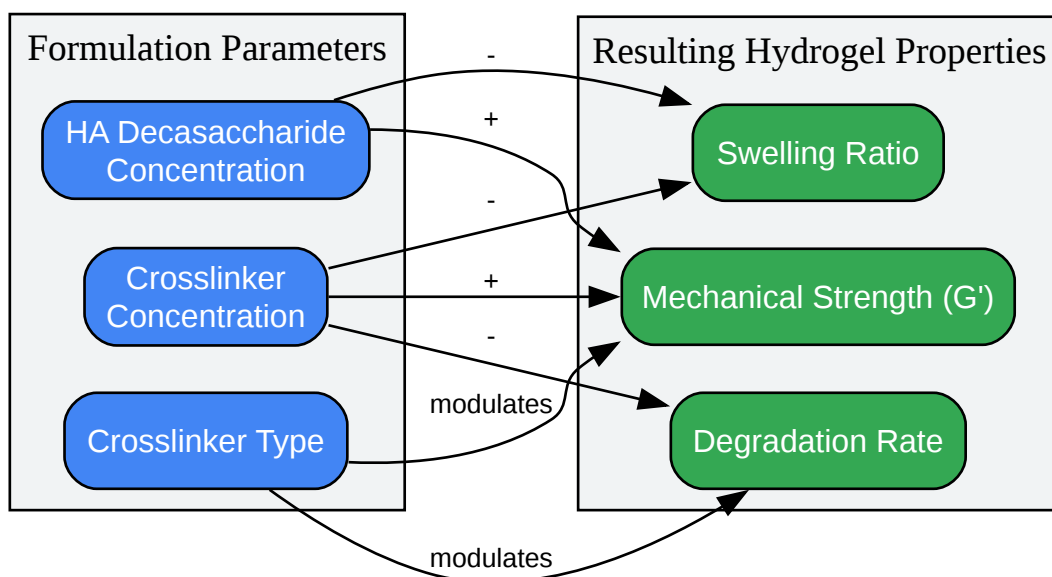 Formulation Parameters
HA Decasaccharide
Concentration
Crosslinker
Concentration
Crosslinker Type
-
+
-
+
-
modulates
modulates
Resulting Hydrogel Properties
Swelling Ratio
Mechanical Strength (G')
Degradation Rate